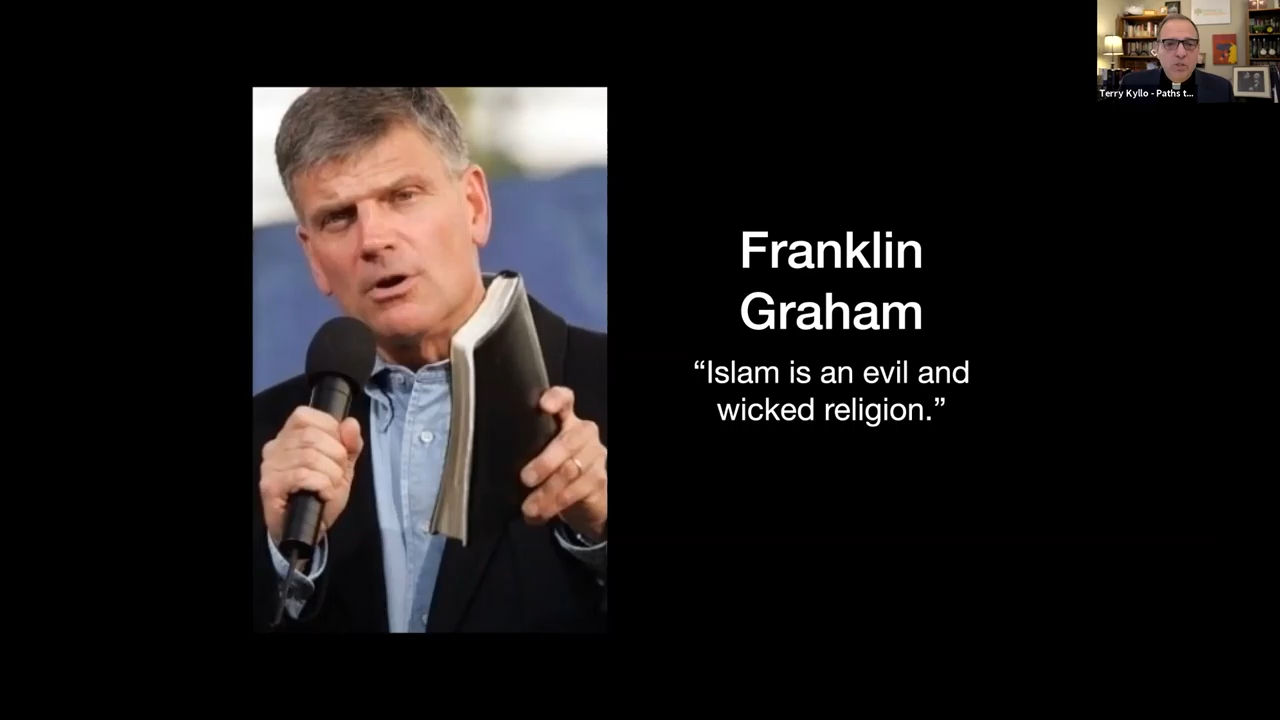 Terry Kyllo - Paths t...
Franklin
Graham
“Islam is an evil and
wicked religion.”